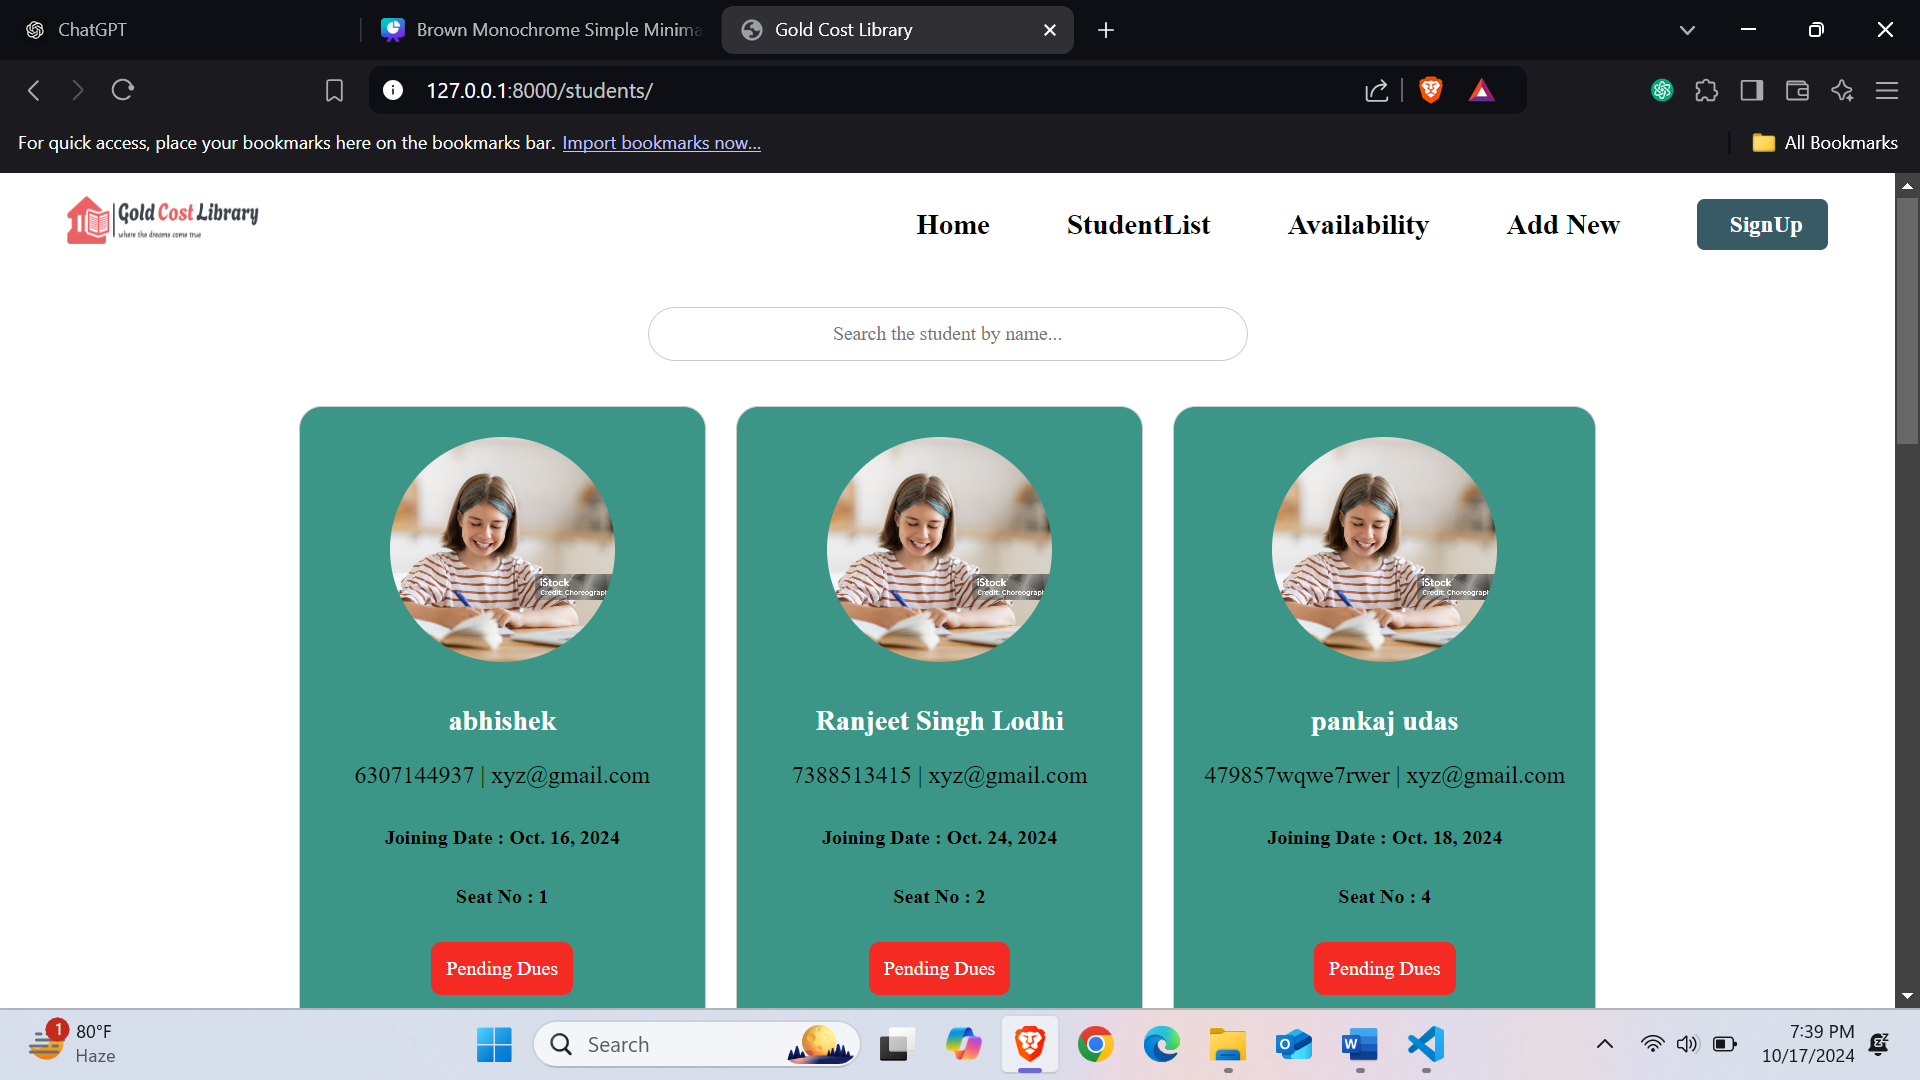 ChatGPT
Brown Monochrome Simple Minima
Gold Cost Library
127.0.0.1:8000/students/
For quick access, place your bookmarks here on the bookmarks bar. Import bookmarks now...
All Bookmarks
Gold Cost Library
where the dreams come true
Home
StudentList
Availability
Add New
SignUp
Search the student by name...
iStock
Credit: Choreograph
iStock
Credit: Choreograph
iStock
Credit: Choreograph
abhishek
Ranjeet Singh Lodhi
pankaj udas
6307144937 | xyz@gmail.com
7388513415 | xyz@gmail.com
479857wqwe7rwer | xyz@gmail.com
Joining Date : Oct. 16, 2024
Joining Date : Oct. 24, 2024
Joining Date : Oct. 18, 2024
Seat No : 1
Seat No : 2
Seat No : 4
Pending Dues
Pending Dues
Pending Dues
1
80°F
Haze
Search
7:39 PM
10/17/2024